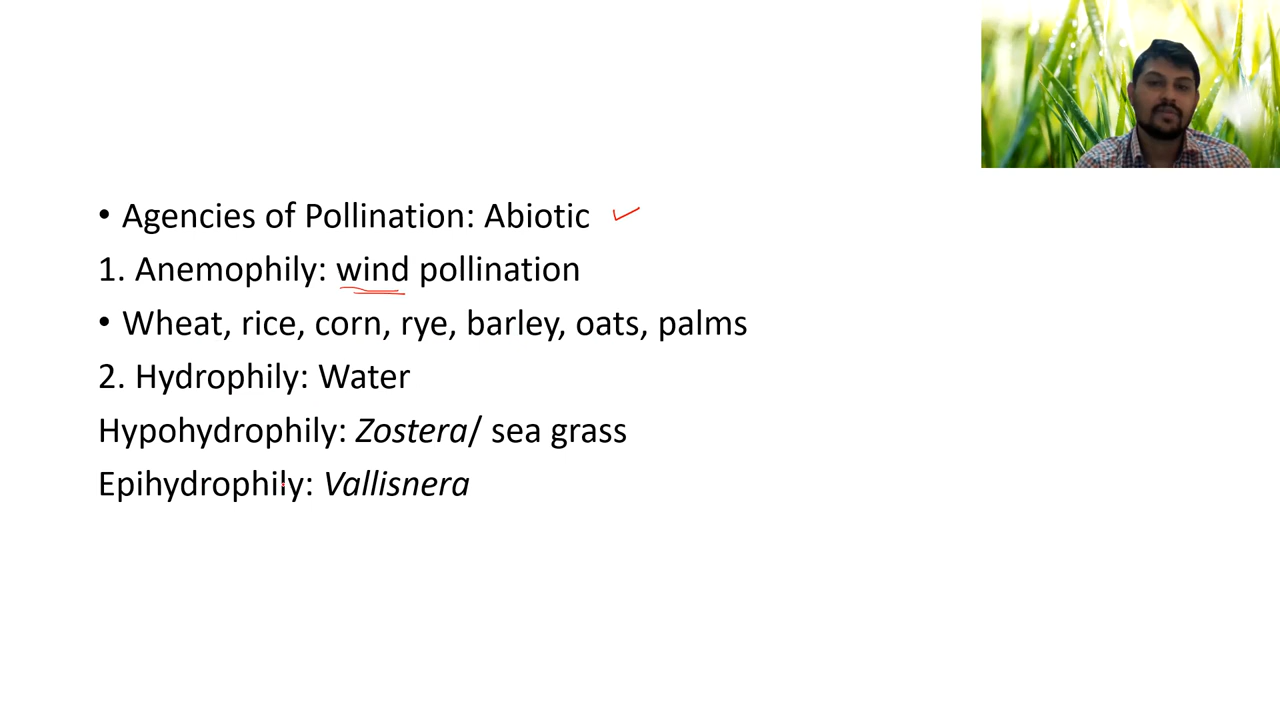 • Agencies of Pollination: Abiotic
1. Anemophily: wind pollination
• Wheat, rice, corn, rye, barley, oats, palms
2. Hydrophily: Water
Hypohydrophily: Zostera/ sea grass
Epihydrophily: Vallisnera